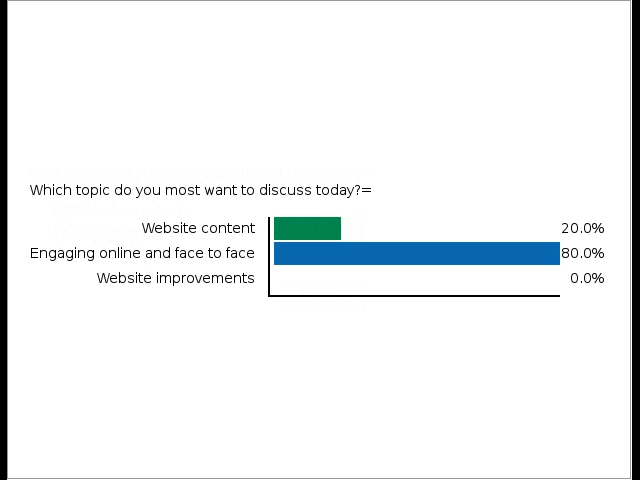 Which topic do you most want to discuss today?=
Website content 20.0%
Engaging online and face to face 80.0%
Website improvements 0.0%